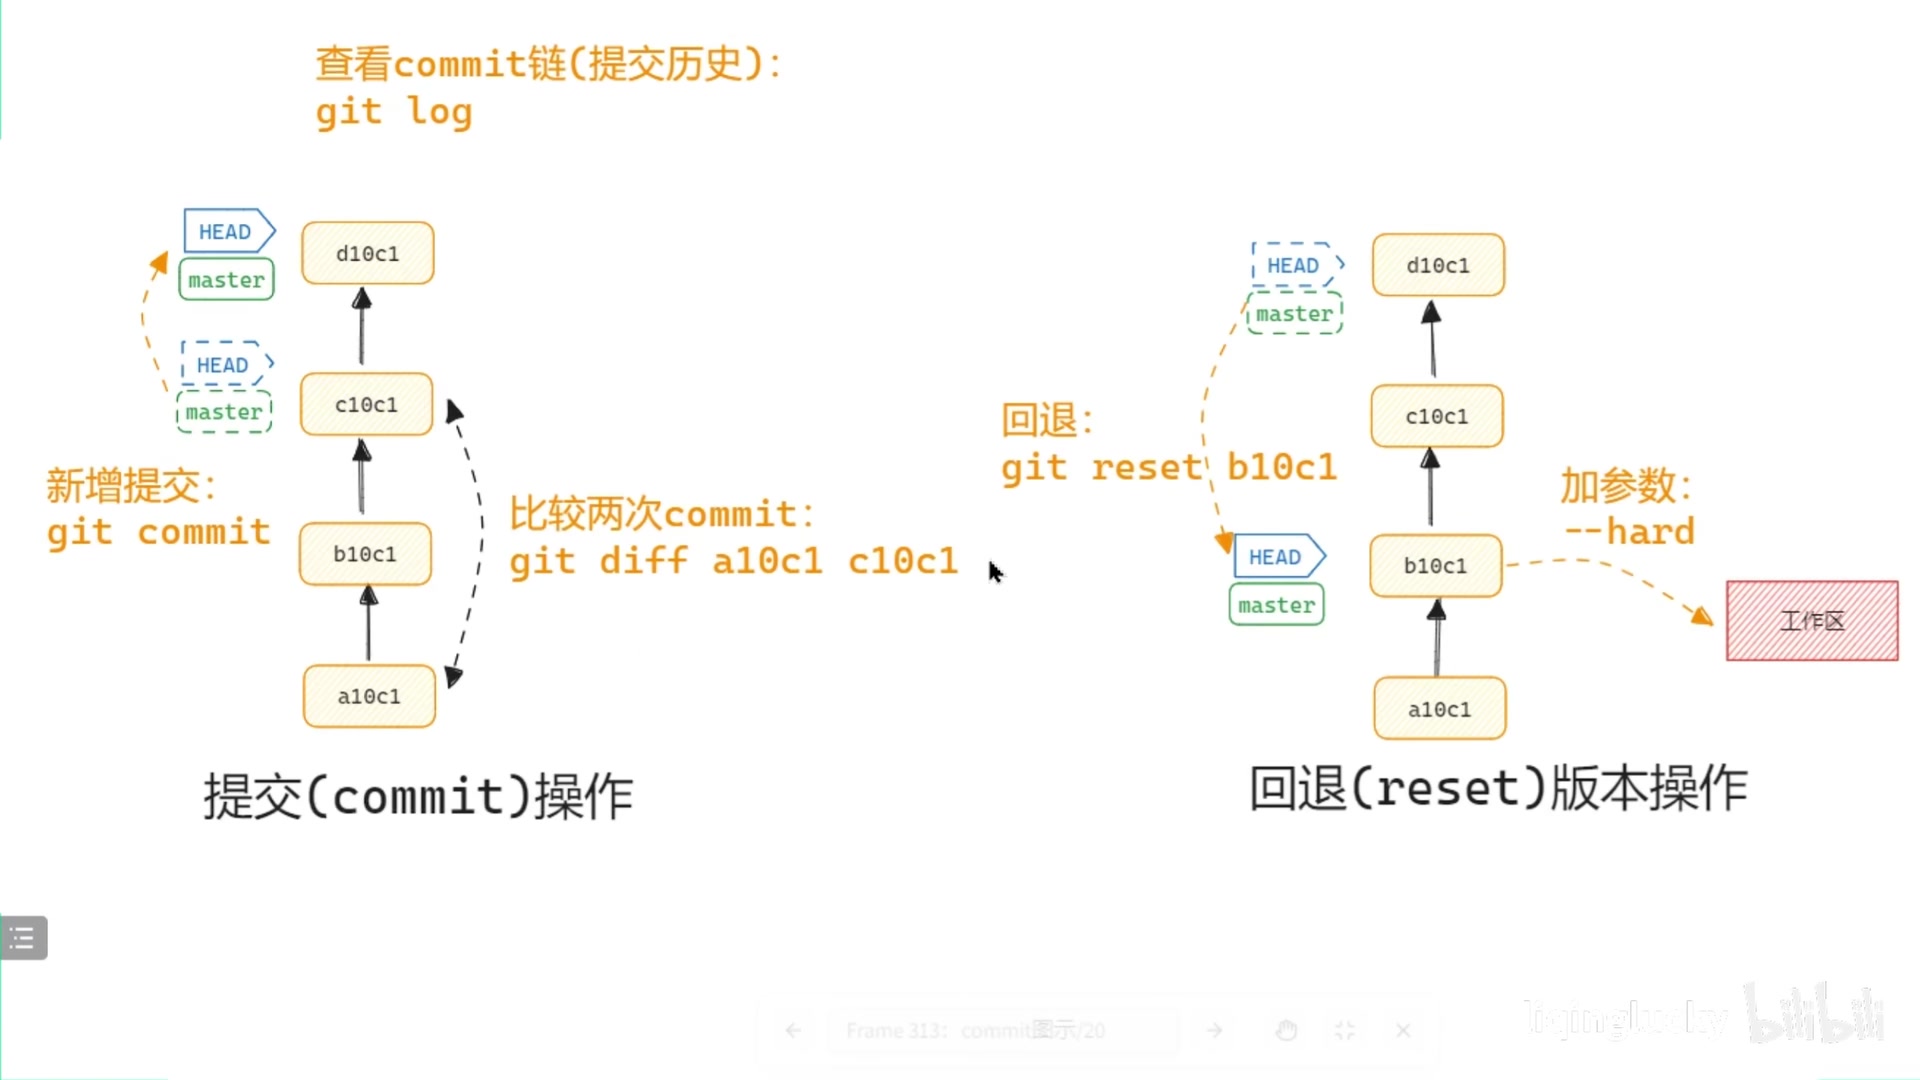 查看commit链(提交历史)：
git log
HEAD
master
d10c1
HEAD
master
c10c1
新增提交：
git commit
b10c1
比较两次commit：
git diff a10c1 c10c1
a10c1
提交(commit)操作
HEAD
master
d10c1
回退：
git reset b10c1
c10c1
加参数：
--hard
HEAD
master
b10c1
工作区
a10c1
回退(reset)版本操作
Frame 313： commit图示/20
liqinglucky bilibili